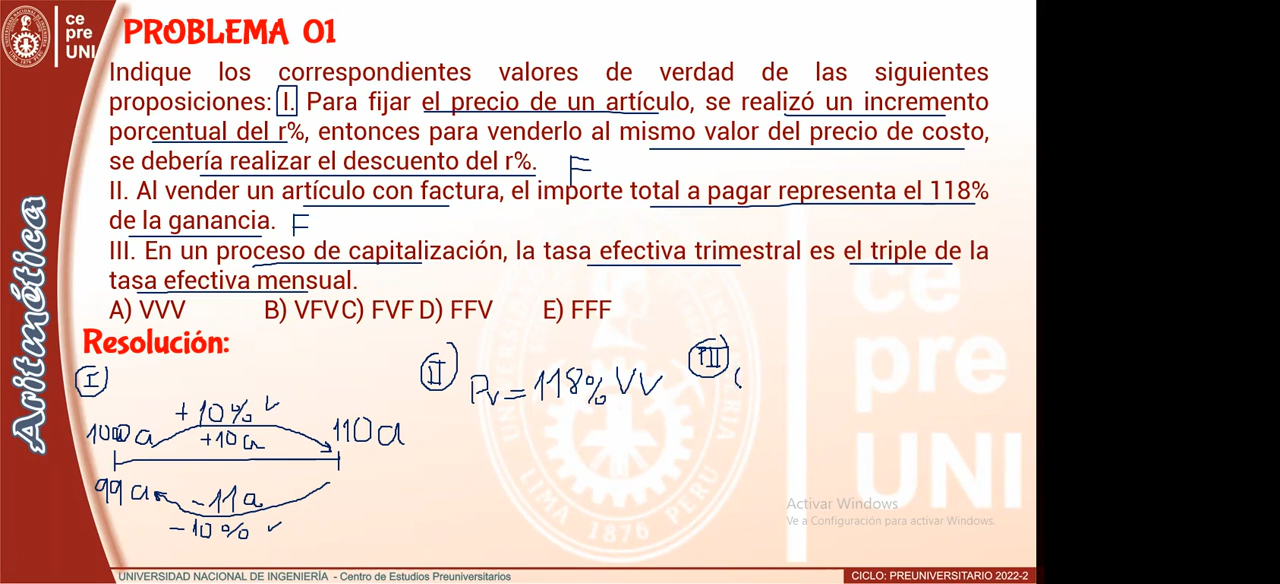 ce
pre
UNI
PROBLEMA 01
Indique los correspondientes valores de verdad de las siguientes
proposiciones: I. Para fijar el precio de un artículo, se realizó un incremento
porcentual del r%, entonces para venderlo al mismo valor del precio de costo,
se debería realizar el descuento del r%. F
II. Al vender un artículo con factura, el importe total a pagar representa el 118%
de la ganancia. F
III. En un proceso de capitalización, la tasa efectiva trimestral es el triple de la
tasa efectiva mensual.
A) VVV B) VFV C) FVF D) FFV E) FFF
Resolución:
I
II
Pv = 118% VV
III (
+10%
100a +10a 110a
99a -11a
-10%
Aritmética
ce
pre
UNI
LIMA 1876 PERU
Activar Windows
Ve a Configuración para activar Windows.
UNIVERSIDAD NACIONAL DE INGENIERÍA - Centro de Estudios Preuniversitarios
CICLO: PREUNIVERSITARIO 2022-2